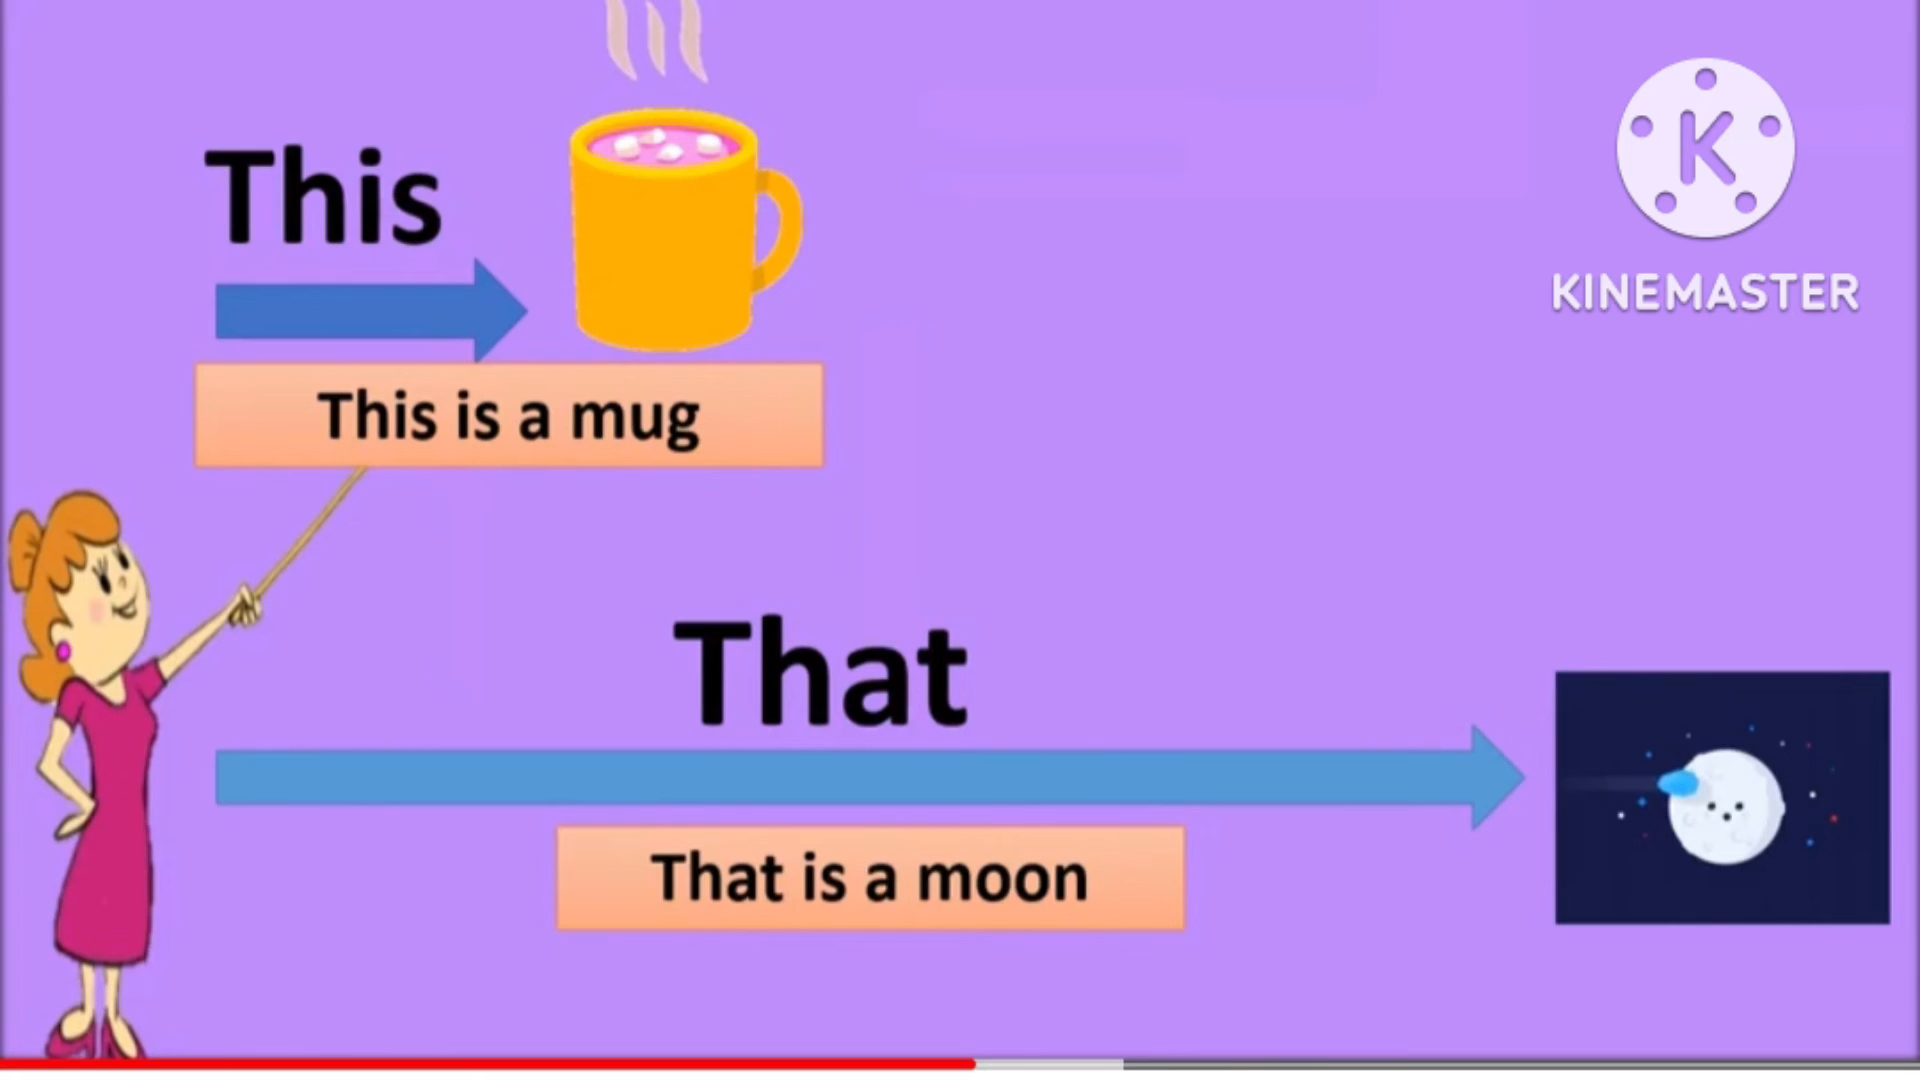 This
This is a mug
That
That is a moon
K
KINEMASTER